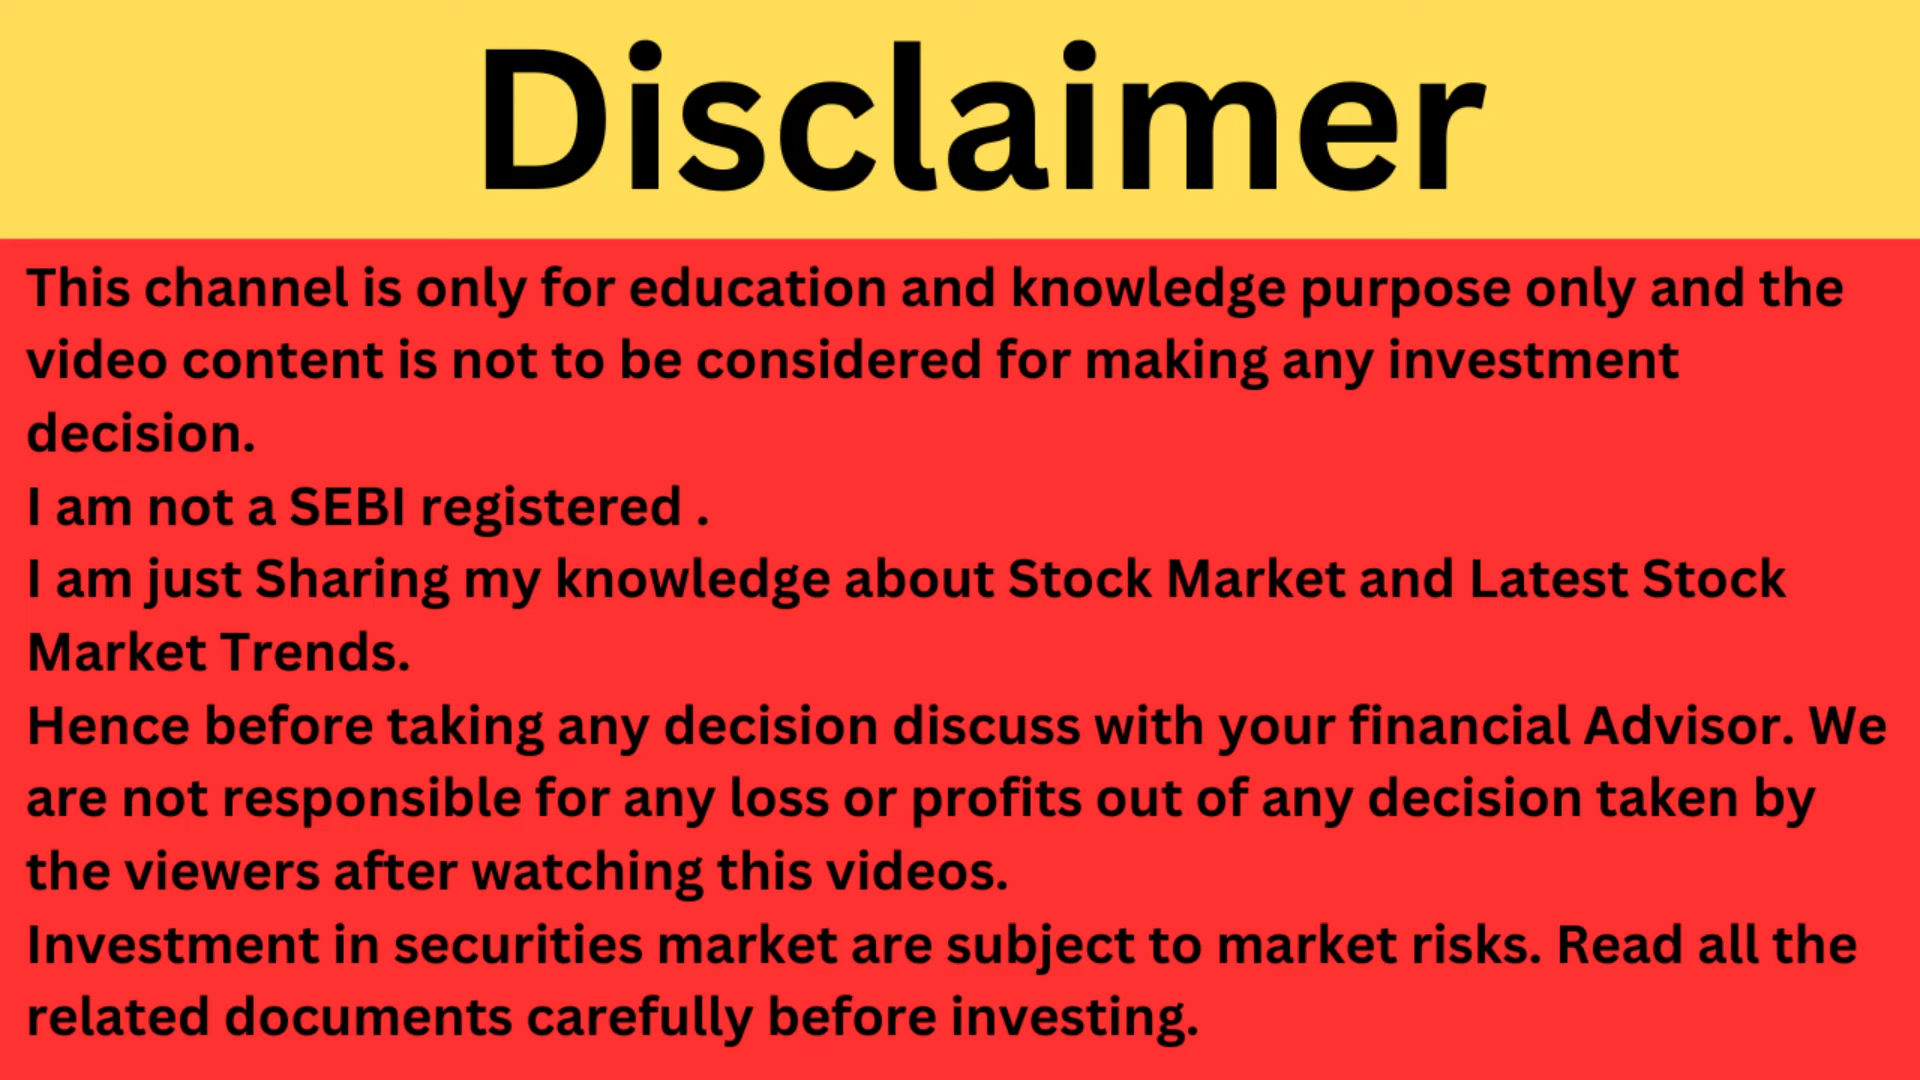 Disclaimer
This channel is only for education and knowledge purpose only and the
video content is not to be considered for making any investment
decision.
I am not a SEBI registered .
I am just Sharing my knowledge about Stock Market and Latest Stock
Market Trends.
Hence before taking any decision discuss with your financial Advisor. We
are not responsible for any loss or profits out of any decision taken by
the viewers after watching this videos.
Investment in securities market are subject to market risks. Read all the
related documents carefully before investing.